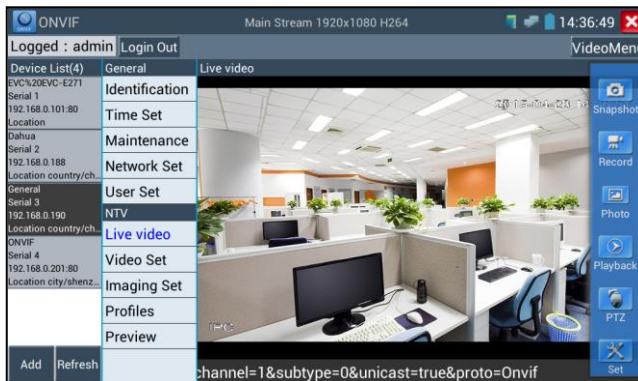 ONVIF
Main Stream 1920x1080 H264
14:36:49
Logged : admin
Login Out
VideoMenu
Device List(4)
EVC%20EVC-E271
Serial 1
192.168.0.101:80
Location
Dahua
Serial 2
192.168.0.188
Location country/ch...
General
Serial 3
192.168.0.190
Location country/ch...
ONVIF
Serial 4
192.168.0.201:80
Location city/shenz...
Add
Refresh
General
Identification
Time Set
Maintenance
Network Set
User Set
NTV
Live video
Video Set
Imaging Set
Profiles
Preview
Live video
IPC
channel=1&subtype=0&unicast=true&proto=Onvif
Snapshot
Record
Photo
Playback
PTZ
Set